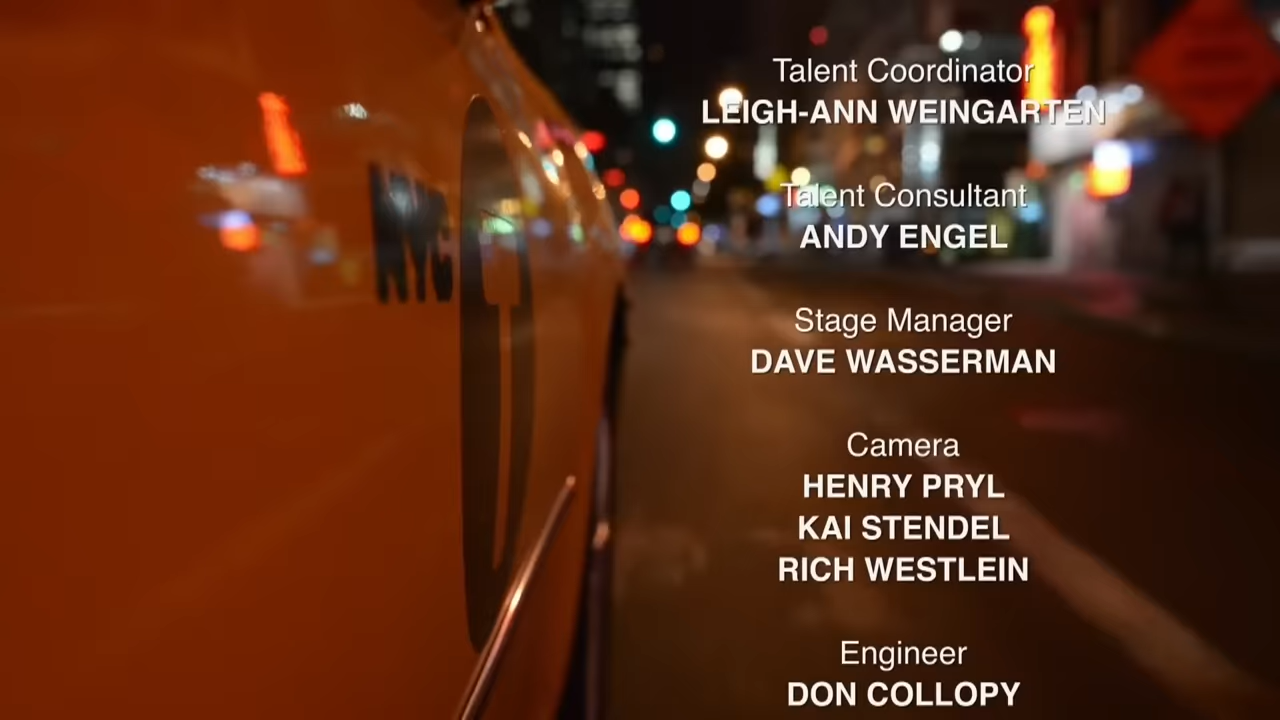 Talent Coordinator
LEIGH-ANN WEINGARTEN
Talent Consultant
ANDY ENGEL
Stage Manager
DAVE WASSERMAN
Camera
HENRY PRYL
KAI STENDEL
RICH WESTLEIN
Engineer
DON COLLOPY
NYC
T